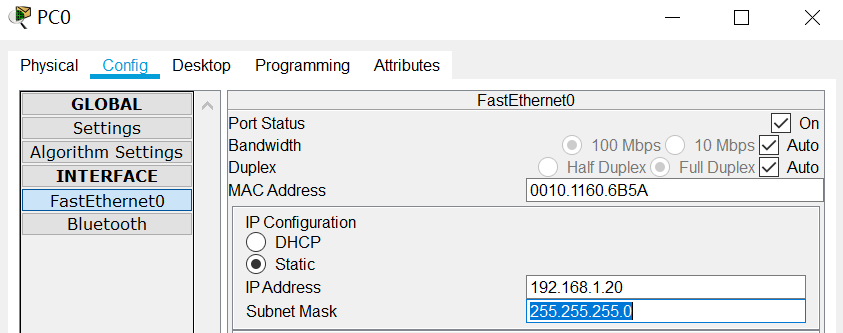 PC0
Physical Config Desktop Programming Attributes
GLOBAL
Settings
Algorithm Settings
INTERFACE
FastEthernet0
Bluetooth
FastEthernet0
Port Status On
Bandwidth 100 Mbps 10 Mbps Auto
Duplex Half Duplex Full Duplex Auto
MAC Address 0010.1160.6B5A
IP Configuration
DHCP
Static
IP Address 192.168.1.20
Subnet Mask 255.255.255.0